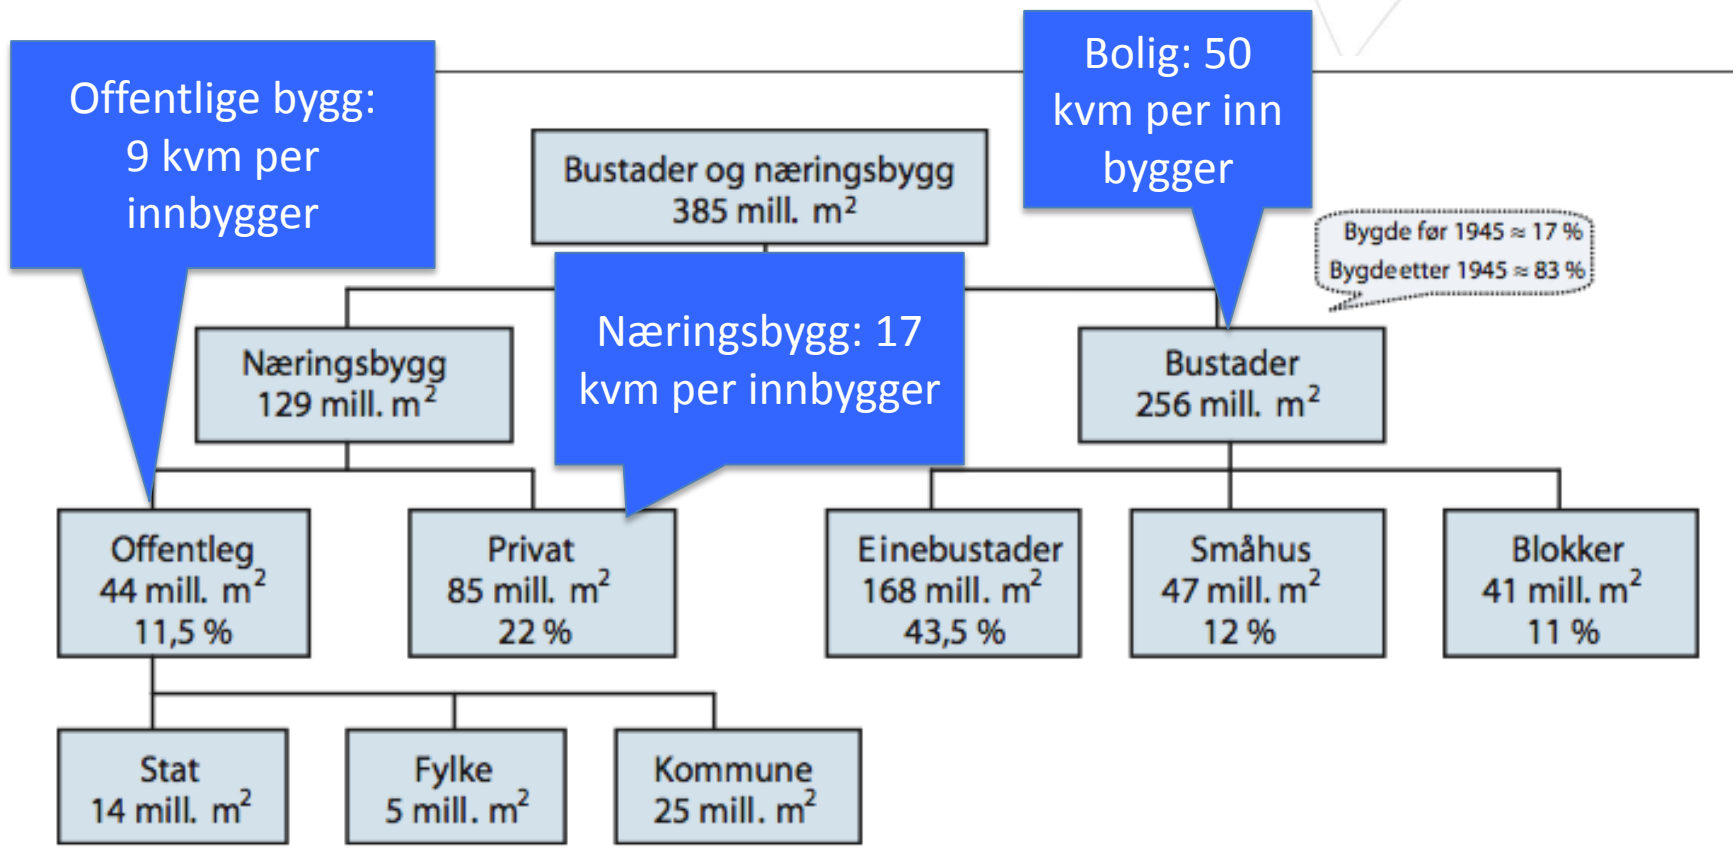 Offentlige bygg:
9 kvm per
innbygger
Bolig: 50
kvm per inn
bygger
Bustader og næringsbygg
385 mill. m²
Bygde før 1945 ≈ 17 %
Bygde etter 1945 ≈ 83 %
Næringsbygg: 17
kvm per innbygger
Næringsbygg
129 mill. m²
Bustader
256 mill. m²
Offentleg
44 mill. m²
11,5 %
Privat
85 mill. m²
22 %
Einebustader
168 mill. m²
43,5 %
Småhus
47 mill. m²
12 %
Blokker
41 mill. m²
11 %
Stat
14 mill. m²
Fylke
5 mill. m²
Kommune
25 mill. m²